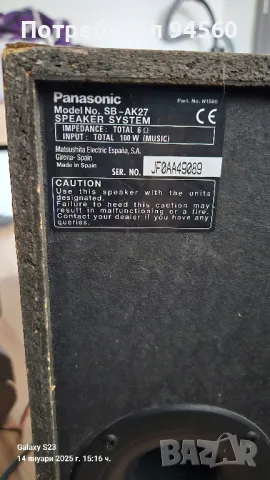 Потребител 94560
Panasonic
Part. No. N1080
Model No. SB-AK27
SPEAKER SYSTEM
CE
IMPEDANCE: TOTAL 6 Ω
INPUT: TOTAL 100 W (MUSIC)
Matsushita Electric España, S.A.
Girona- Spain
Made in Spain
SER. NO. JF0AA49089
CAUTION
Use this speaker with the units
designated.
Failure to heed this caution may
result in malfunctioning or a fire.
Contact your dealer if you have any
queries.
Galaxy S23
14 януари 2025 г. 15:16 ч.
BAZAR